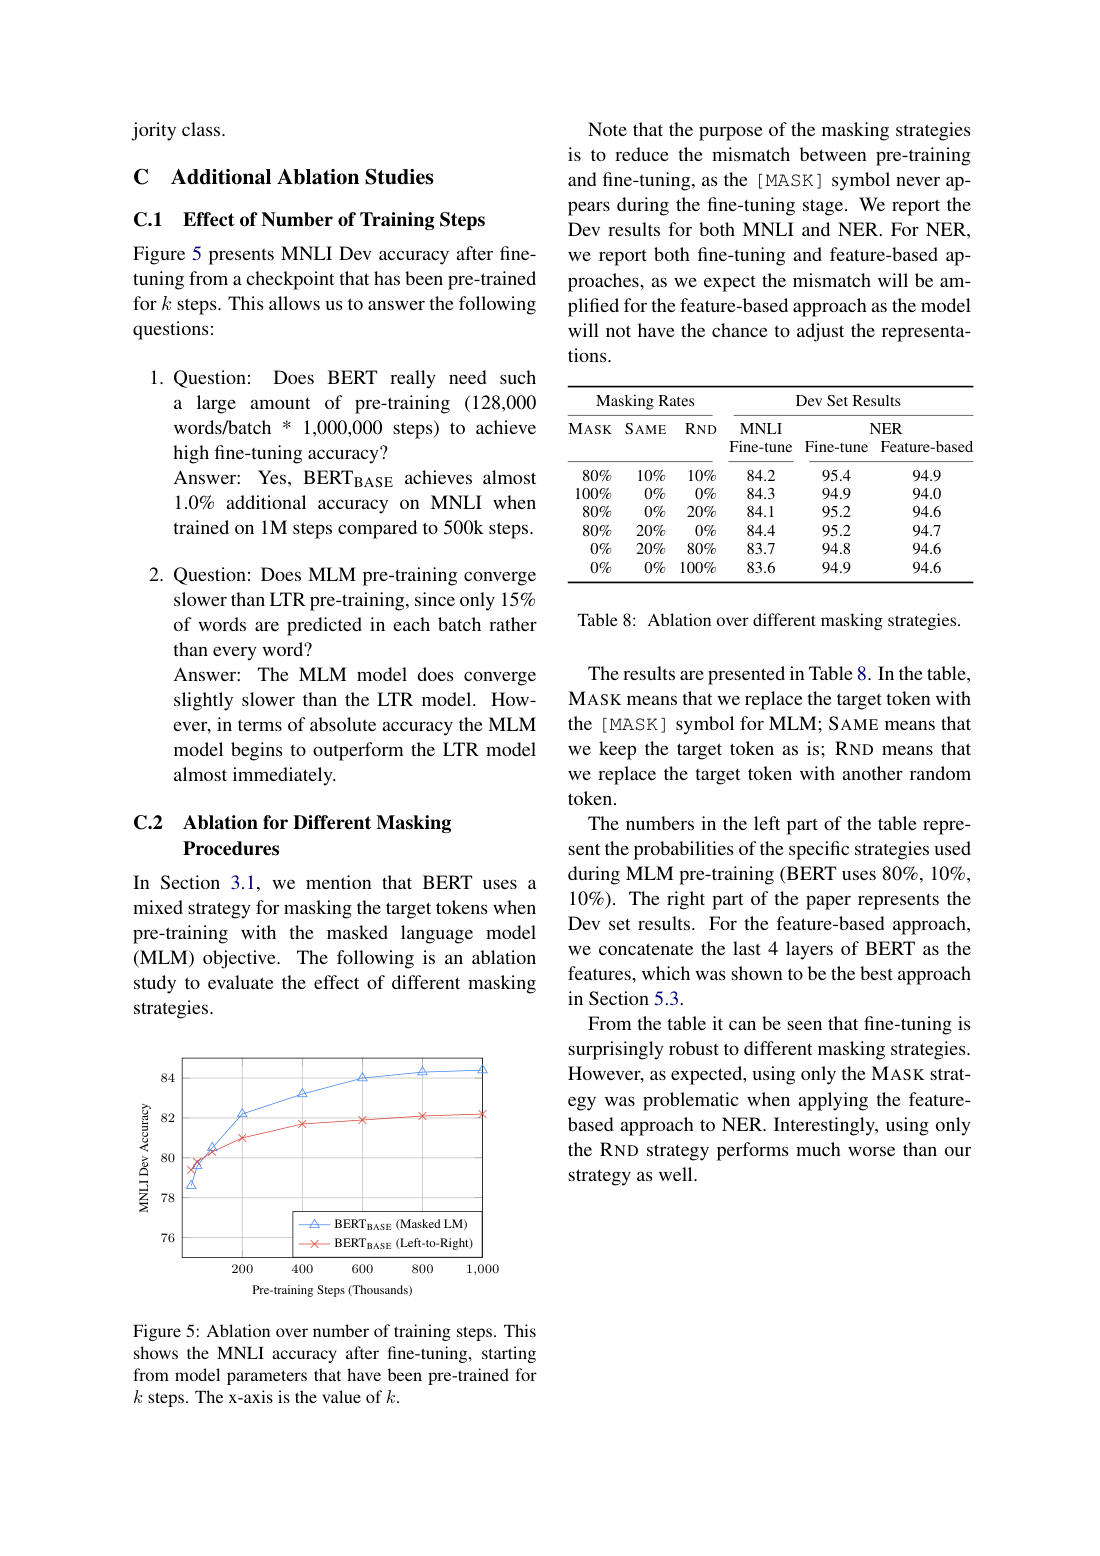 jority class.
C Additional Ablation Studies
C.1 Effect of Number of Training Steps
Figure 5 presents MNLI Dev accuracy after fine-
tuning from a checkpoint that has been pre-trained
for k steps. This allows us to answer the following
questions:
1. Question: Does BERT really need such
a large amount of pre-training (128,000
words/batch * 1,000,000 steps) to achieve
high fine-tuning accuracy?
Answer: Yes, BERTBASE achieves almost
1.0% additional accuracy on MNLI when
trained on 1M steps compared to 500k steps.
2. Question: Does MLM pre-training converge
slower than LTR pre-training, since only 15%
of words are predicted in each batch rather
than every word?
Answer: The MLM model does converge
slightly slower than the LTR model. How-
ever, in terms of absolute accuracy the MLM
model begins to outperform the LTR model
almost immediately.
C.2 Ablation for Different Masking
Procedures
In Section 3.1, we mention that BERT uses a
mixed strategy for masking the target tokens when
pre-training with the masked language model
(MLM) objective. The following is an ablation
study to evaluate the effect of different masking
strategies.
84
82
80
78
76
MNLI Dev Accuracy
BERTBASE (Masked LM)
BERTBASE (Left-to-Right)
200 400 600 800 1,000
Pre-training Steps (Thousands)
Figure 5: Ablation over number of training steps. This
shows the MNLI accuracy after fine-tuning, starting
from model parameters that have been pre-trained for
k steps. The x-axis is the value of k.
Note that the purpose of the masking strategies
is to reduce the mismatch between pre-training
and fine-tuning, as the [MASK] symbol never ap-
pears during the fine-tuning stage. We report the
Dev results for both MNLI and NER. For NER,
we report both fine-tuning and feature-based ap-
proaches, as we expect the mismatch will be am-
plified for the feature-based approach as the model
will not have the chance to adjust the representa-
tions.
Masking Rates Dev Set Results
MASK SAME RND MNLI NER
Fine-tune Fine-tune Feature-based
80% 10% 10% 84.2 95.4 94.9
100% 0% 0% 84.3 94.9 94.0
80% 0% 20% 84.1 95.2 94.6
80% 20% 0% 84.4 95.2 94.7
0% 20% 80% 83.7 94.8 94.6
0% 0% 100% 83.6 94.9 94.6
Table 8: Ablation over different masking strategies.
The results are presented in Table 8. In the table,
MASK means that we replace the target token with
the [MASK] symbol for MLM; SAME means that
we keep the target token as is; RND means that
we replace the target token with another random
token.
The numbers in the left part of the table repre-
sent the probabilities of the specific strategies used
during MLM pre-training (BERT uses 80%, 10%,
10%). The right part of the paper represents the
Dev set results. For the feature-based approach,
we concatenate the last 4 layers of BERT as the
features, which was shown to be the best approach
in Section 5.3.
From the table it can be seen that fine-tuning is
surprisingly robust to different masking strategies.
However, as expected, using only the MASK strat-
egy was problematic when applying the feature-
based approach to NER. Interestingly, using only
the RND strategy performs much worse than our
strategy as well.